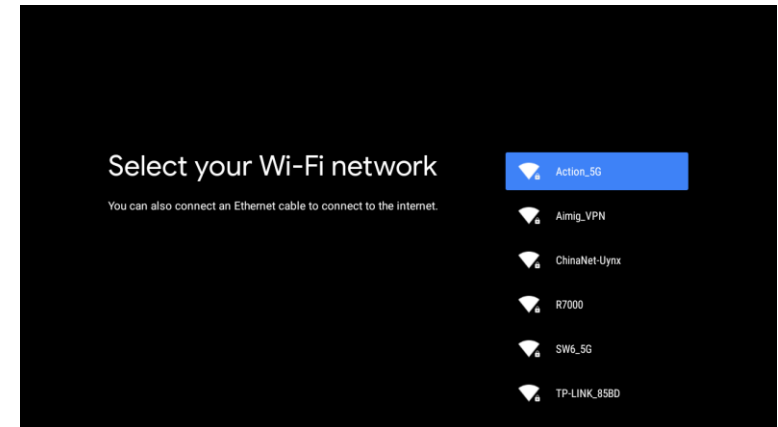 Select your Wi-Fi network
You can also connect an Ethernet cable to connect to the internet.
Action_5G
Aimig_VPN
ChinaNet-Uynx
R7000
SW6_5G
TP-LINK_85BD